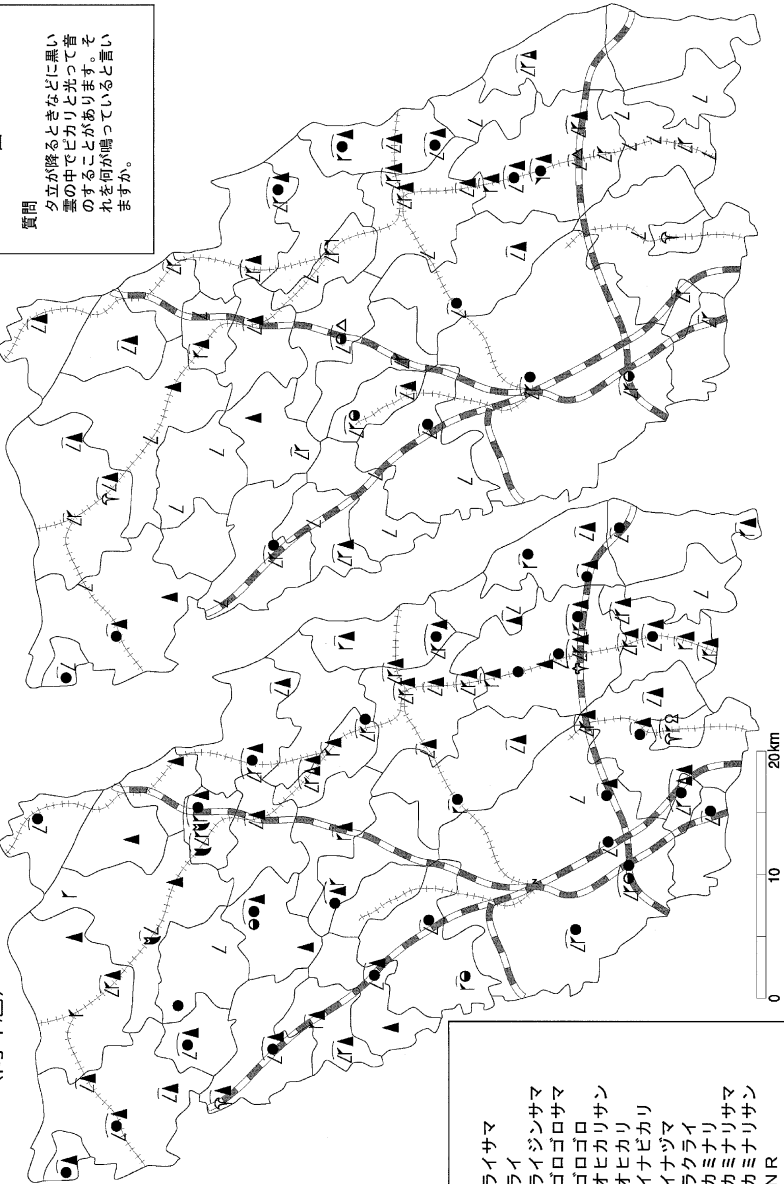 質問
夕立が降るときなどに黒い
雲の中でピカリと光って音
のすることがあります。そ
れを何が鳴っていると言い
ますか。
ライサマ
ライ
ライジンサマ
ゴロゴロサマ
ゴロゴロ
オヒカリサン
オヒカリ
イナビカリ
イナヅマ
ラクライ
カミナリ
カミナリサマ
カミナリサン
NR
0 10 20km